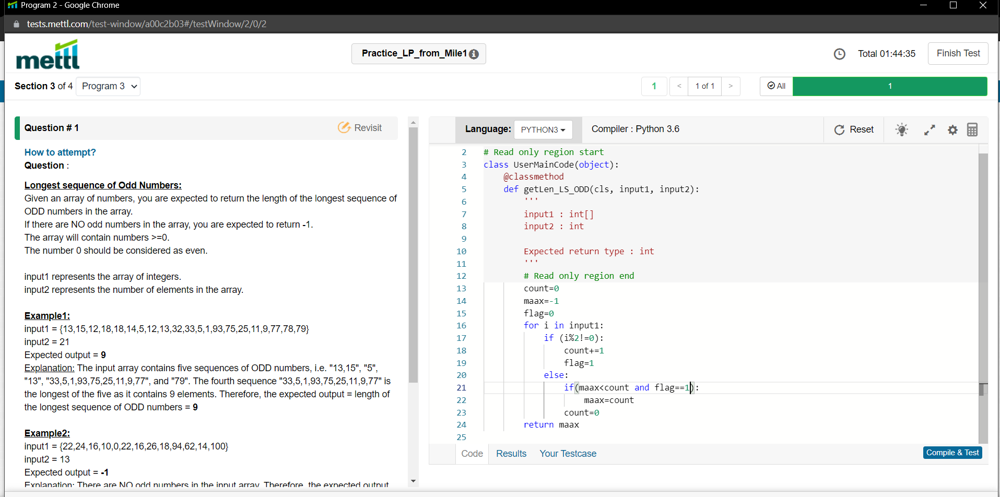 Program 2 - Google Chrome
tests.mettl.com/test-window/a00c2b03#/testWindow/2/0/2
mettl
Practice_LP_from_Mile1
Total 01:44:35
Finish Test
Section 3 of 4 Program 3
1 < 1 of 1 >
All 1
Question # 1
Revisit
How to attempt?
Question :
Longest sequence of Odd Numbers:
Given an array of numbers, you are expected to return the length of the longest sequence of
ODD numbers in the array.
If there are NO odd numbers in the array, you are expected to return -1.
The array will contain numbers >=0.
The number 0 should be considered as even.
input1 represents the array of integers.
input2 represents the number of elements in the array.
Example1:
input1 = {13,15,12,18,18,14,5,12,13,32,33,5,1,93,75,25,11,9,77,78,79}
input2 = 21
Expected output = 9
Explanation: The input array contains five sequences of ODD numbers, i.e. "13,15", "5",
"13", "33,5,1,93,75,25,11,9,77", and "79". The fourth sequence "33,5,1,93,75,25,11,9,77" is
the longest of the five as it contains 9 elements. Therefore, the expected output = length of
the longest sequence of ODD numbers = 9
Example2:
input1 = {22,24,16,10,0,22,16,26,18,94,62,14,100}
input2 = 13
Expected output = -1
Explanation: There are NO odd numbers in the input array. Therefore, the expected output
Language: PYTHON3
Compiler : Python 3.6
Reset
2 # Read only region start
3 class UserMainCode(object):
4 @classmethod
5 def getLen_LS_ODD(cls, input1, input2):
6 '''
7 input1 : int[]
8 input2 : int
9
10 Expected return type : int
11 '''
12 # Read only region end
13 count=0
14 maax=-1
15 flag=0
16 for i in input1:
17 if (i%2!=0):
18 count+=1
19 flag=1
20 else:
21 if(maax<count and flag==1):
22 maax=count
23 count=0
24 return maax
25
Code Results Your Testcase
Compile & Test